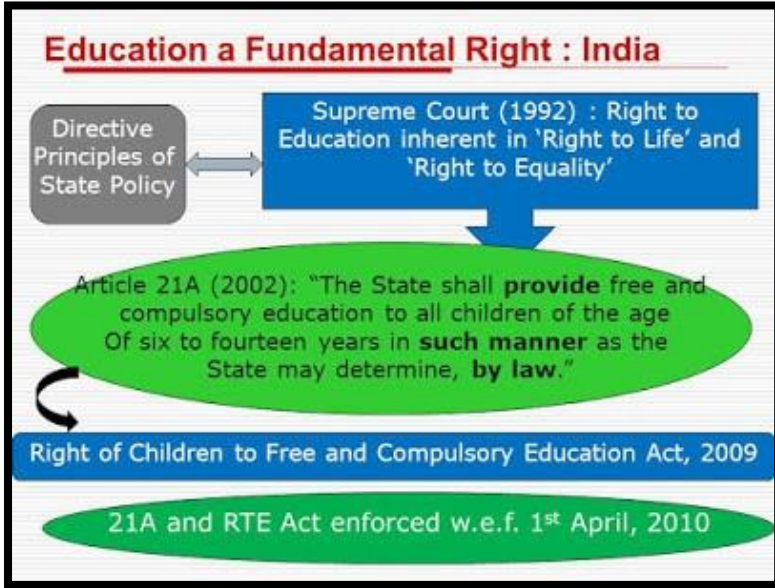 Education a Fundamental Right : India
Directive
Principles of
State Policy
Supreme Court (1992) : Right to
Education inherent in ‘Right to Life’ and
‘Right to Equality’
Article 21A (2002): “The State shall provide free and
compulsory education to all children of the age
Of six to fourteen years in such manner as the
State may determine, by law.”
Right of Children to Free and Compulsory Education Act, 2009
21A and RTE Act enforced w.e.f. 1st April, 2010